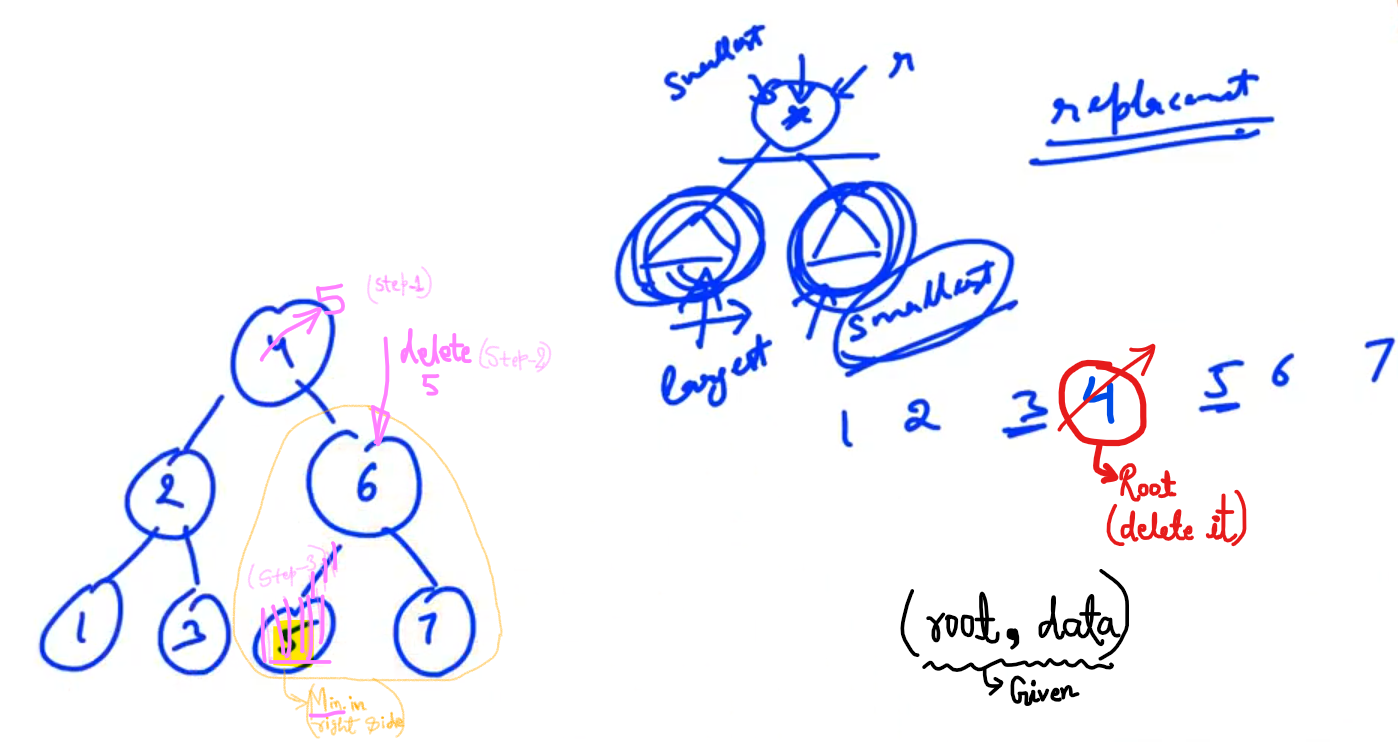 smallest
r
*
replacement
smallest
largest
5 (Step-1)
4
delete (Step-2)
5
2
6
(Step-3)
1
3
5
7
Min. in
right side
1 2 3 4 5 6 7
Root
(delete it)
(root, data)
Given